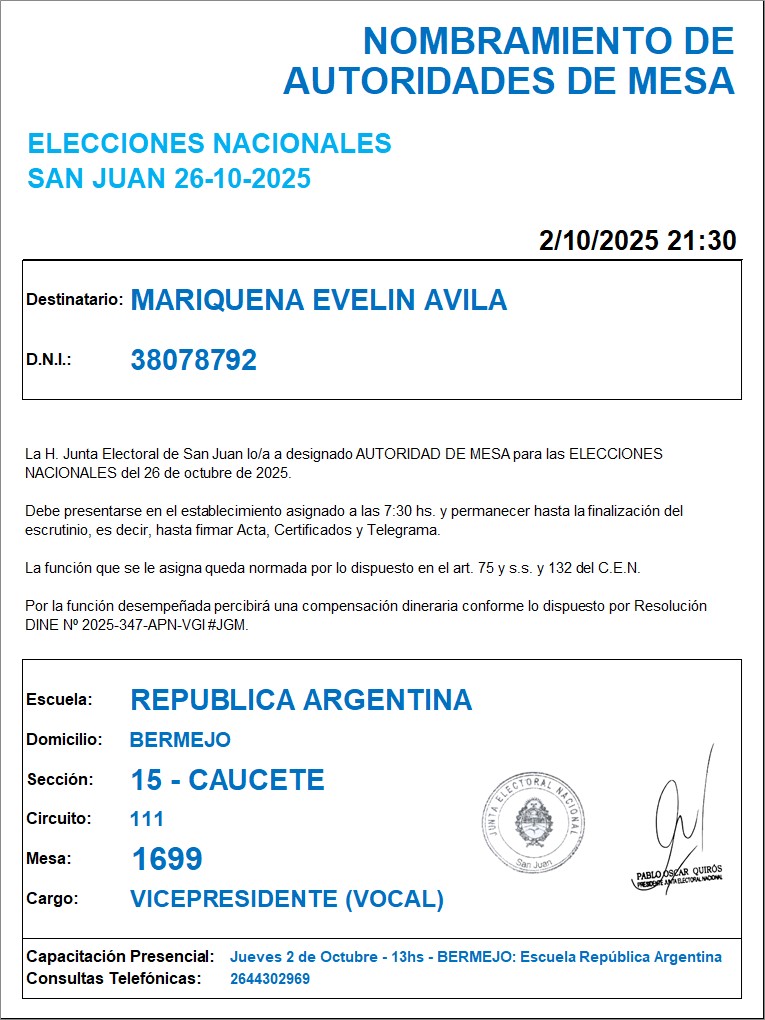 NOMBRAMIENTO DE
AUTORIDADES DE MESA
ELECCIONES NACIONALES
SAN JUAN 26-10-2025
2/10/2025 21:30
Destinatario: MARIQUENA EVELIN AVILA
D.N.I.: 38078792
La H. Junta Electoral de San Juan lo/a a designado AUTORIDAD DE MESA para las ELECCIONES
NACIONALES del 26 de octubre de 2025.
Debe presentarse en el establecimiento asignado a las 7:30 hs. y permanecer hasta la finalización del
escrutinio, es decir, hasta firmar Acta, Certificados y Telegrama.
La función que se le asigna queda normada por lo dispuesto en el art. 75 y s.s. y 132 del C.E.N.
Por la función desempeñada percibirá una compensación dineraria conforme lo dispuesto por Resolución
DINE Nº 2025-347-APN-VGI#JGM.
Escuela: REPUBLICA ARGENTINA
Domicilio: BERMEJO
Sección: 15 - CAUCETE
Circuito: 111
Mesa: 1699
Cargo: VICEPRESIDENTE (VOCAL)
JUNTA ELECTORAL NACIONAL
San Juan
PABLO OSCAR QUIRÓS
PRESIDENTE JUNTA ELECTORAL NACIONAL
Capacitación Presencial: Jueves 2 de Octubre - 13hs - BERMEJO: Escuela República Argentina
Consultas Telefónicas: 2644302969